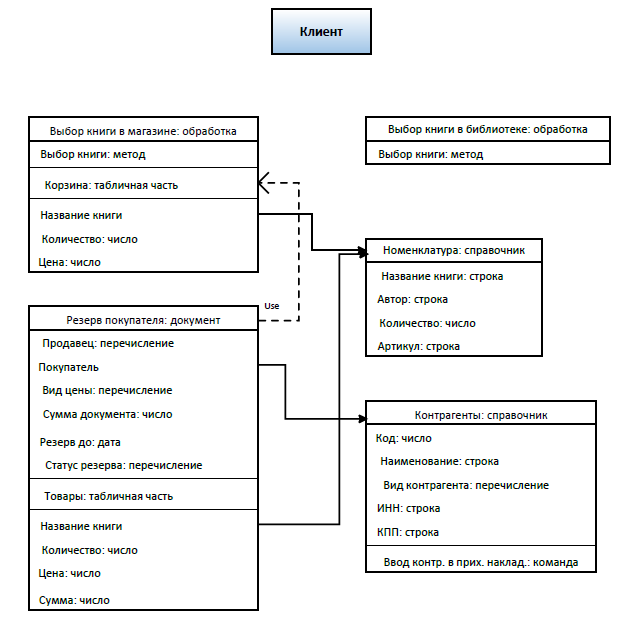 Клиент
Выбор книги в магазине: обработка
Выбор книги: метод
Корзина: табличная часть
Название книги
Количество: число
Цена: число
Выбор книги в библиотеке: обработка
Выбор книги: метод
Use
Резерв покупателя: документ
Продавец: перечисление
Покупатель
Вид цены: перечисление
Сумма документа: число
Резерв до: дата
Статус резерва: перечисление
Товары: табличная часть
Название книги
Количество: число
Цена: число
Сумма: число
Номенклатура: справочник
Название книги: строка
Автор: строка
Количество: число
Артикул: строка
Контрагенты: справочник
Код: число
Наименование: строка
Вид контрагента: перечисление
ИНН: строка
КПП: строка
Ввод контр. в прих. наклад.: команда